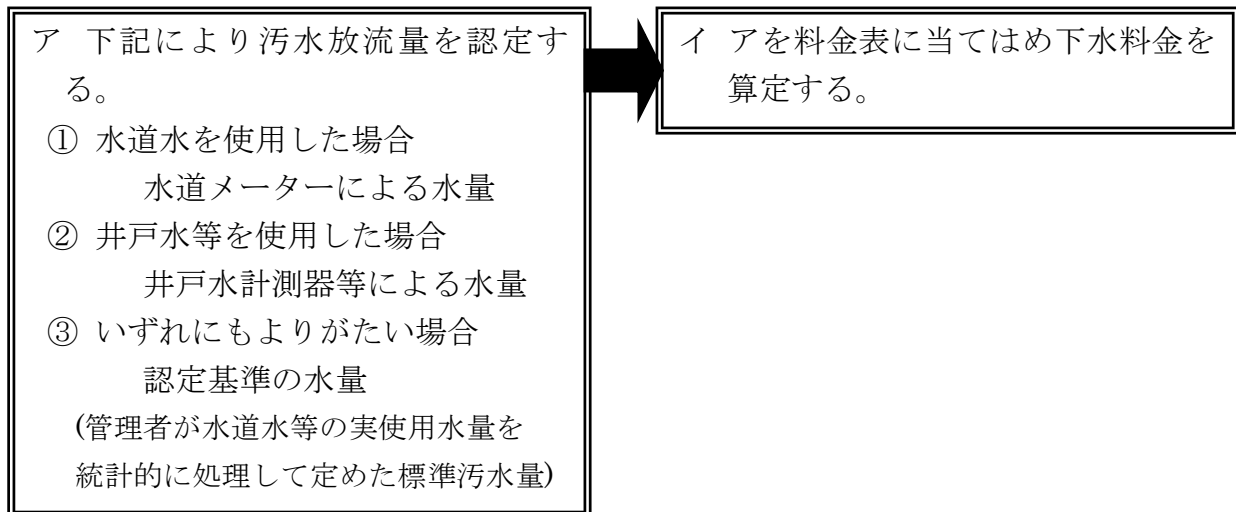 ア 下記により汚水放流量を認定す
る。
① 水道水を使用した場合
水道メーターによる水量
② 井戸水等を使用した場合
井戸水計測器等による水量
③ いずれにもよりがたい場合
認定基準の水量
(管理者が水道水等の実使用水量を
統計的に処理して定めた標準汚水量)
イ アを料金表に当てはめ下水料金を
算定する。